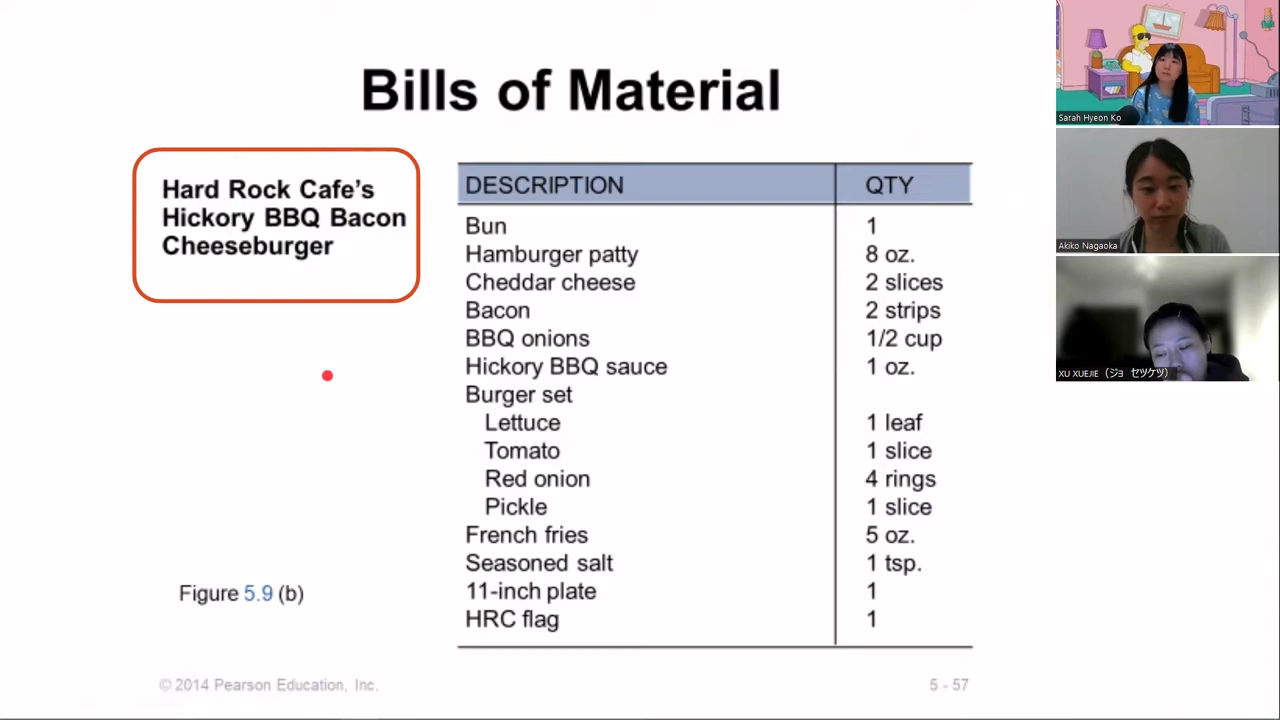 Bills of Material
Hard Rock Cafe's
Hickory BBQ Bacon
Cheeseburger
DESCRIPTION QTY
Bun 1
Hamburger patty 8 oz.
Cheddar cheese 2 slices
Bacon 2 strips
BBQ onions 1/2 cup
Hickory BBQ sauce 1 oz.
Burger set
Lettuce 1 leaf
Tomato 1 slice
Red onion 4 rings
Pickle 1 slice
French fries 5 oz.
Seasoned salt 1 tsp.
11-inch plate 1
HRC flag 1
Figure 5.9 (b)
© 2014 Pearson Education, Inc.
5 - 57
Sarah Hyeon Ko
Akiko Nagaoka
XU XUEJIE (ジョ セツケツ)